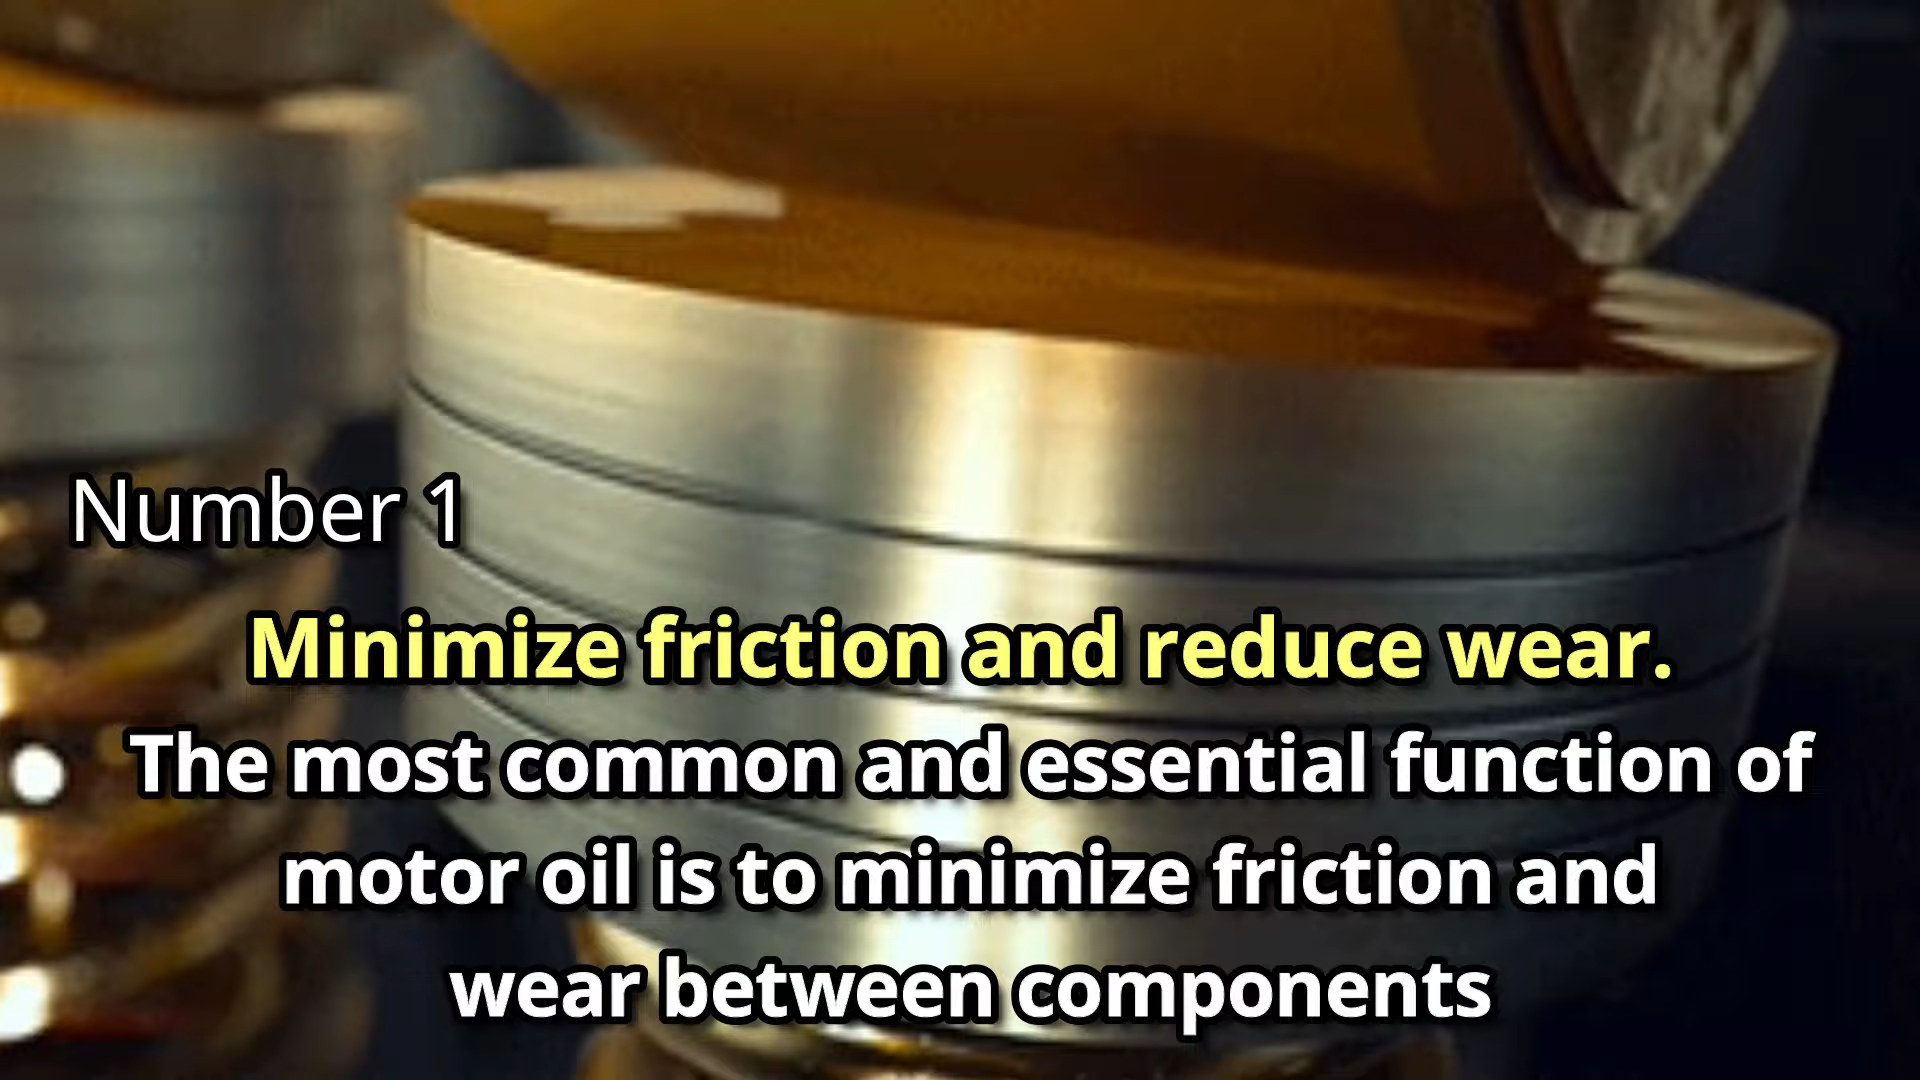 Number 1
Minimize friction and reduce wear.
The most common and essential function of
motor oil is to minimize friction and
wear between components